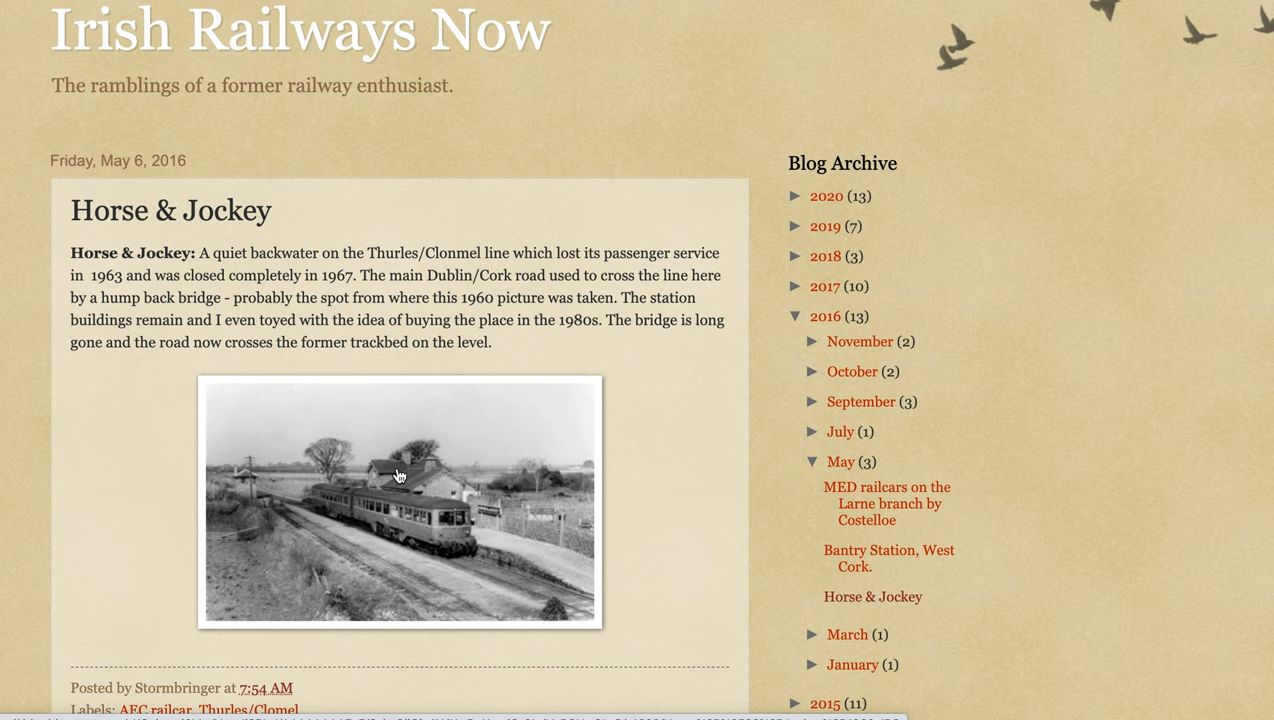 Irish Railways Now
The ramblings of a former railway enthusiast.
Friday, May 6, 2016
Horse & Jockey
Horse & Jockey: A quiet backwater on the Thurles/Clonmel line which lost its passenger service
in 1963 and was closed completely in 1967. The main Dublin/Cork road used to cross the line here
by a hump back bridge - probably the spot from where this 1960 picture was taken. The station
buildings remain and I even toyed with the idea of buying the place in the 1980s. The bridge is long
gone and the road now crosses the former trackbed on the level.
Posted by Stormbringer at 7:54 AM
Labels: AEC railcar, Thurles/Clomel
Blog Archive
► 2020 (13)
► 2019 (7)
► 2018 (3)
► 2017 (10)
▼ 2016 (13)
► November (2)
► October (2)
► September (3)
► July (1)
▼ May (3)
MED railcars on the
Larne branch by
Costelloe
Bantry Station, West
Cork.
Horse & Jockey
► March (1)
► January (1)
► 2015 (11)